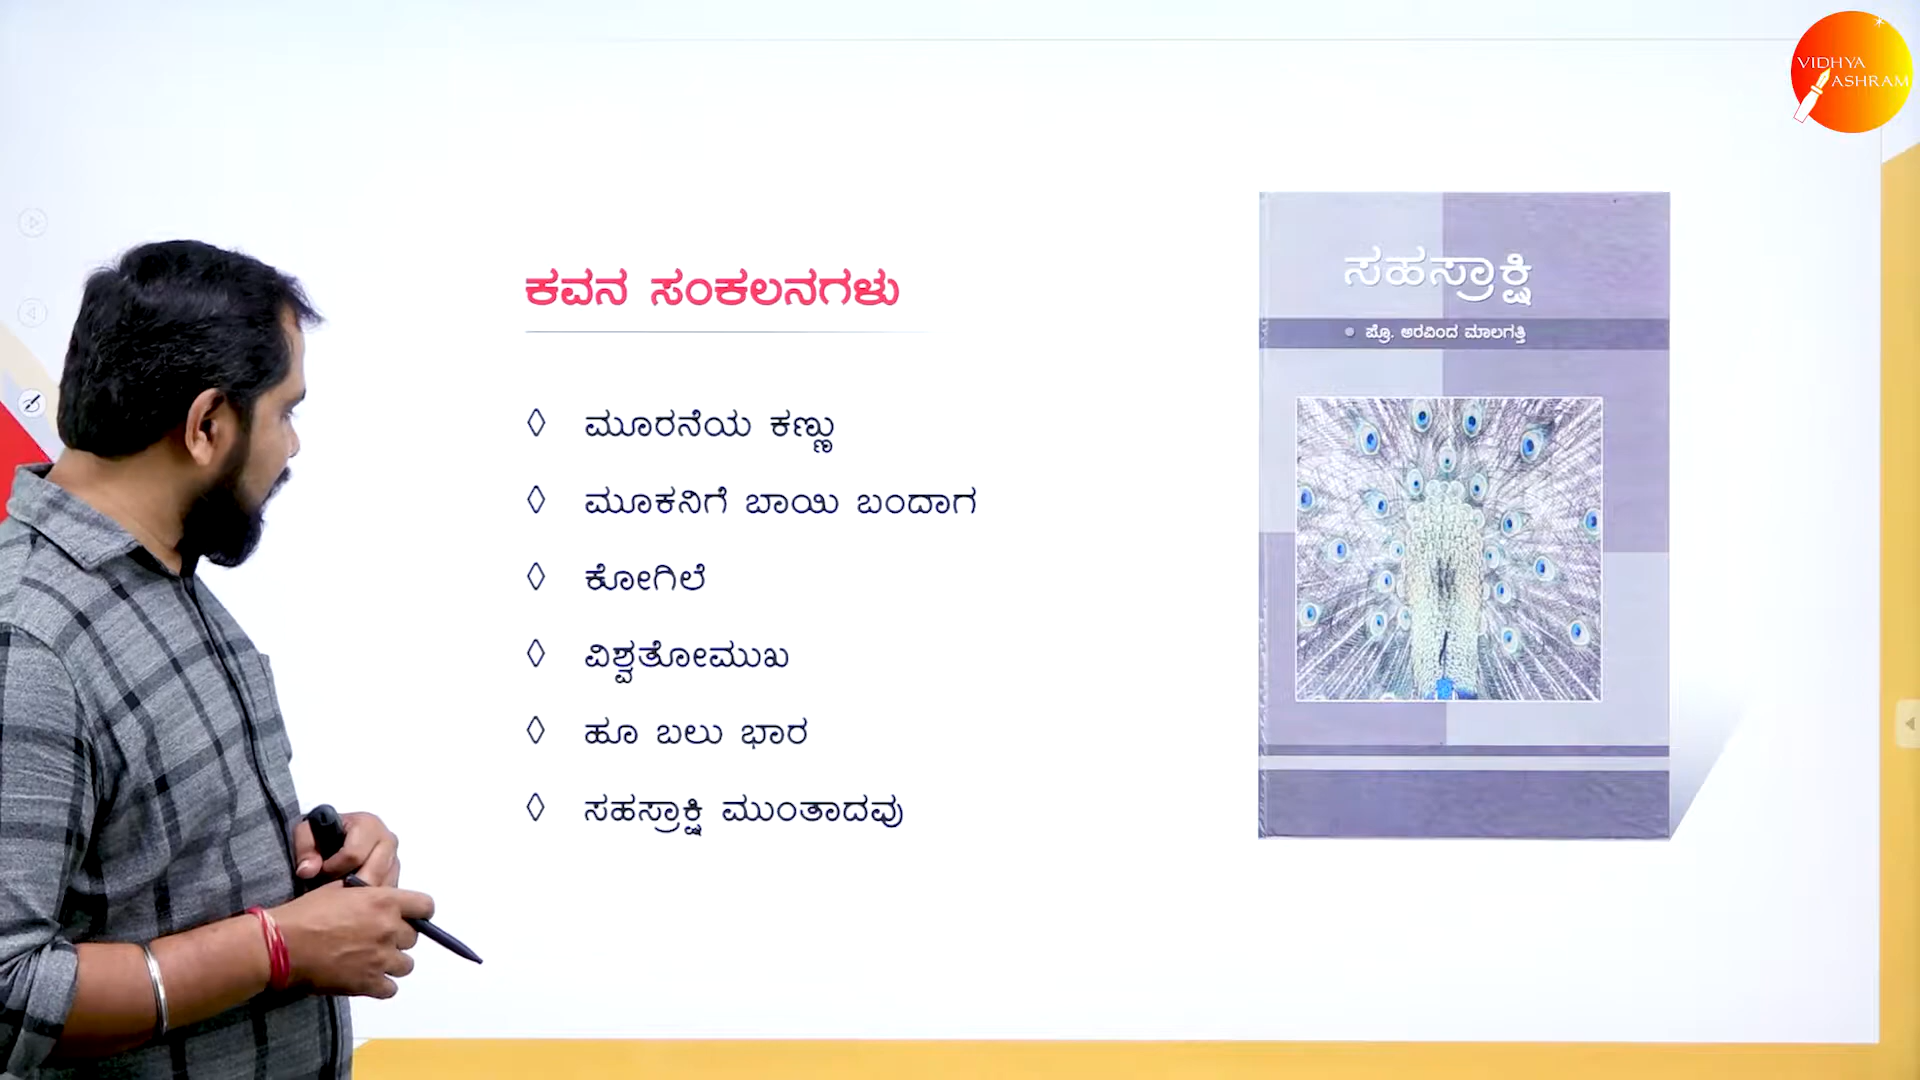 VIDHYA
ASHRAM
ಕವನ ಸಂಕಲನಗಳು
◊ ಮೂರನೆಯ ಕಣ್ಣು
◊ ಮೂಕನಿಗೆ ಬಾಯಿ ಬಂದಾಗ
◊ ಕೋಗಿಲೆ
◊ ವಿಶ್ವತೋಮುಖ
◊ ಹೂ ಬಲು ಭಾರ
◊ ಸಹಸ್ರಾಕ್ಷಿ ಮುಂತಾದವು
ಸಹಸ್ರಾಕ್ಷಿ
ಪ್ರೊ. ಅರವಿಂದ ಮಾಲಗತ್ತಿ